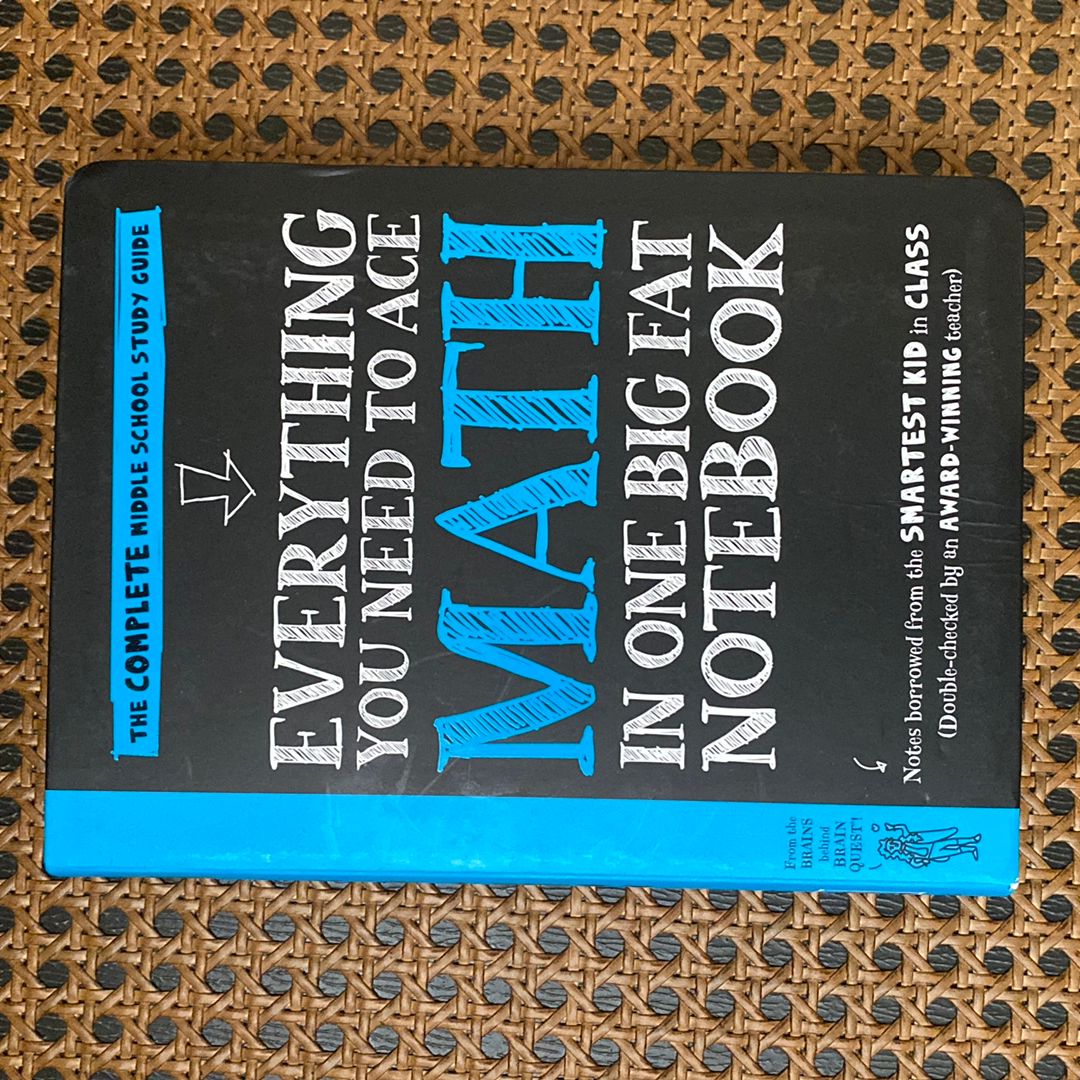 THE COMPLETE MIDDLE SCHOOL STUDY GUIDE
EVERYTHING
YOU NEED TO ACE
MATH
IN ONE BIG FAT
NOTEBOOK
Notes borrowed from the SMARTEST KID in CLASS
(Double-checked by an AWARD-WINNING teacher)
From the
BRAINS
behind
BRAIN
QUEST!